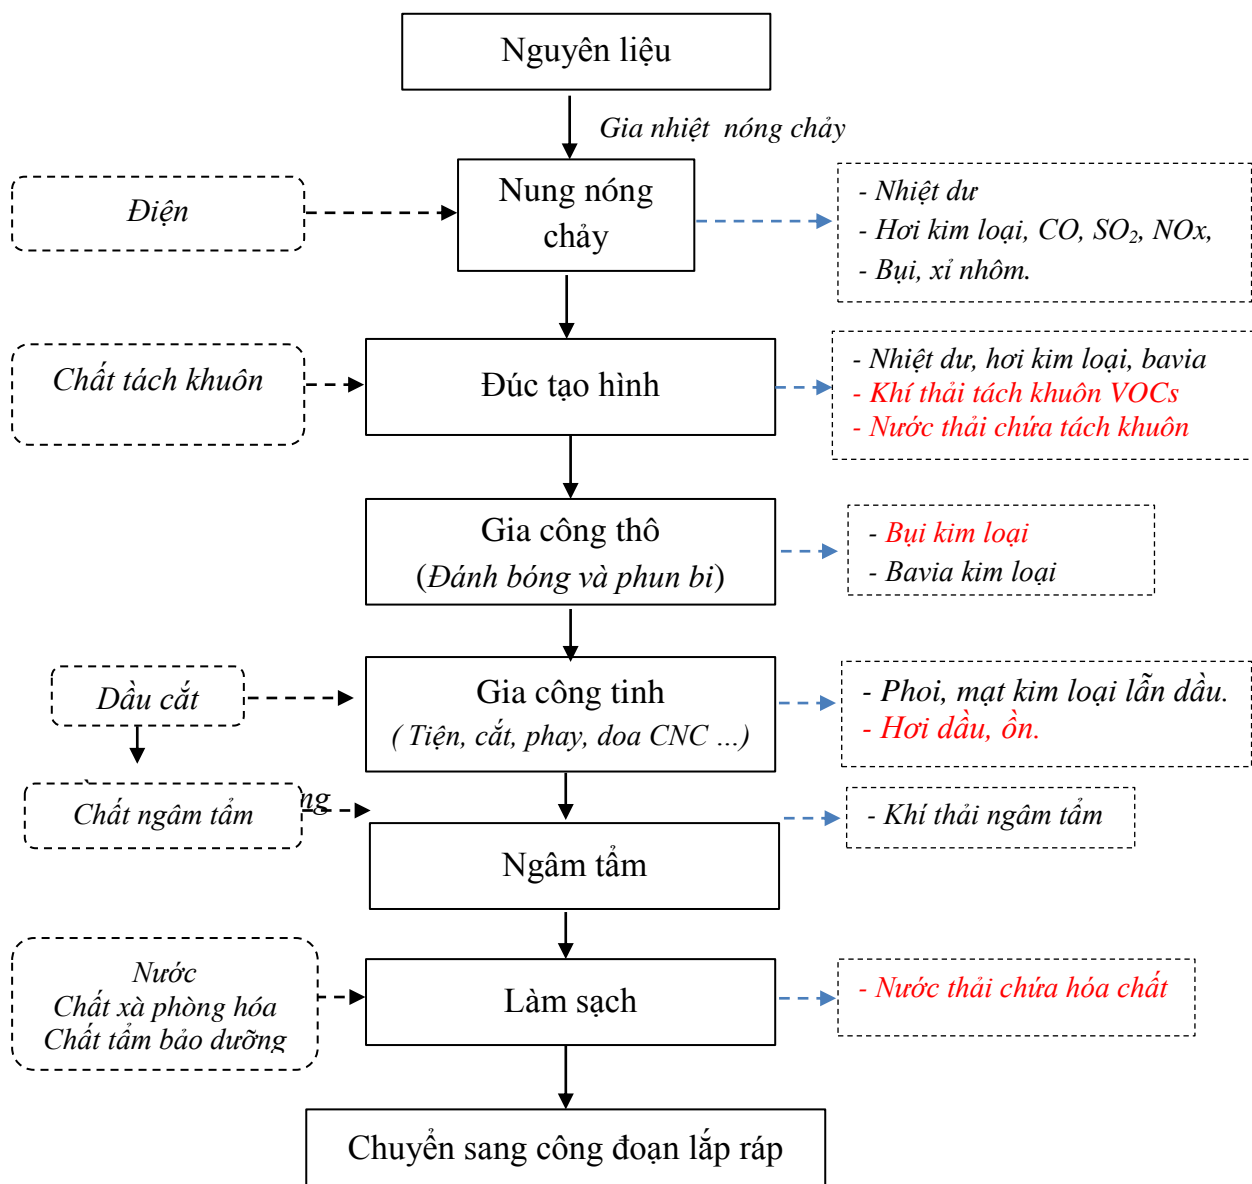 Nguyên liệu
Gia nhiệt nóng chảy
Điện
Nung nóng
chảy
- Nhiệt dư
- Hơi kim loại, CO, SO₂, NOx,
- Bụi, xỉ nhôm.
Chất tách khuôn
Đúc tạo hình
- Nhiệt dư, hơi kim loại, bavia
- Khí thải tách khuôn VOCs
- Nước thải chứa tách khuôn
Gia công thô
(Đánh bóng và phun bi)
- Bụi kim loại
- Bavia kim loại
Dầu cắt
Gia công tinh
( Tiện, cắt, phay, doa CNC ...)
- Phoi, mạt kim loại lẫn dầu.
- Hơi dầu, ồn.
Chất ngâm tẩm
ng
Ngâm tẩm
- Khí thải ngâm tẩm
Nước
Chất xà phòng hóa
Chất tẩm bảo dưỡng
Làm sạch
- Nước thải chứa hóa chất
Chuyển sang công đoạn lắp ráp